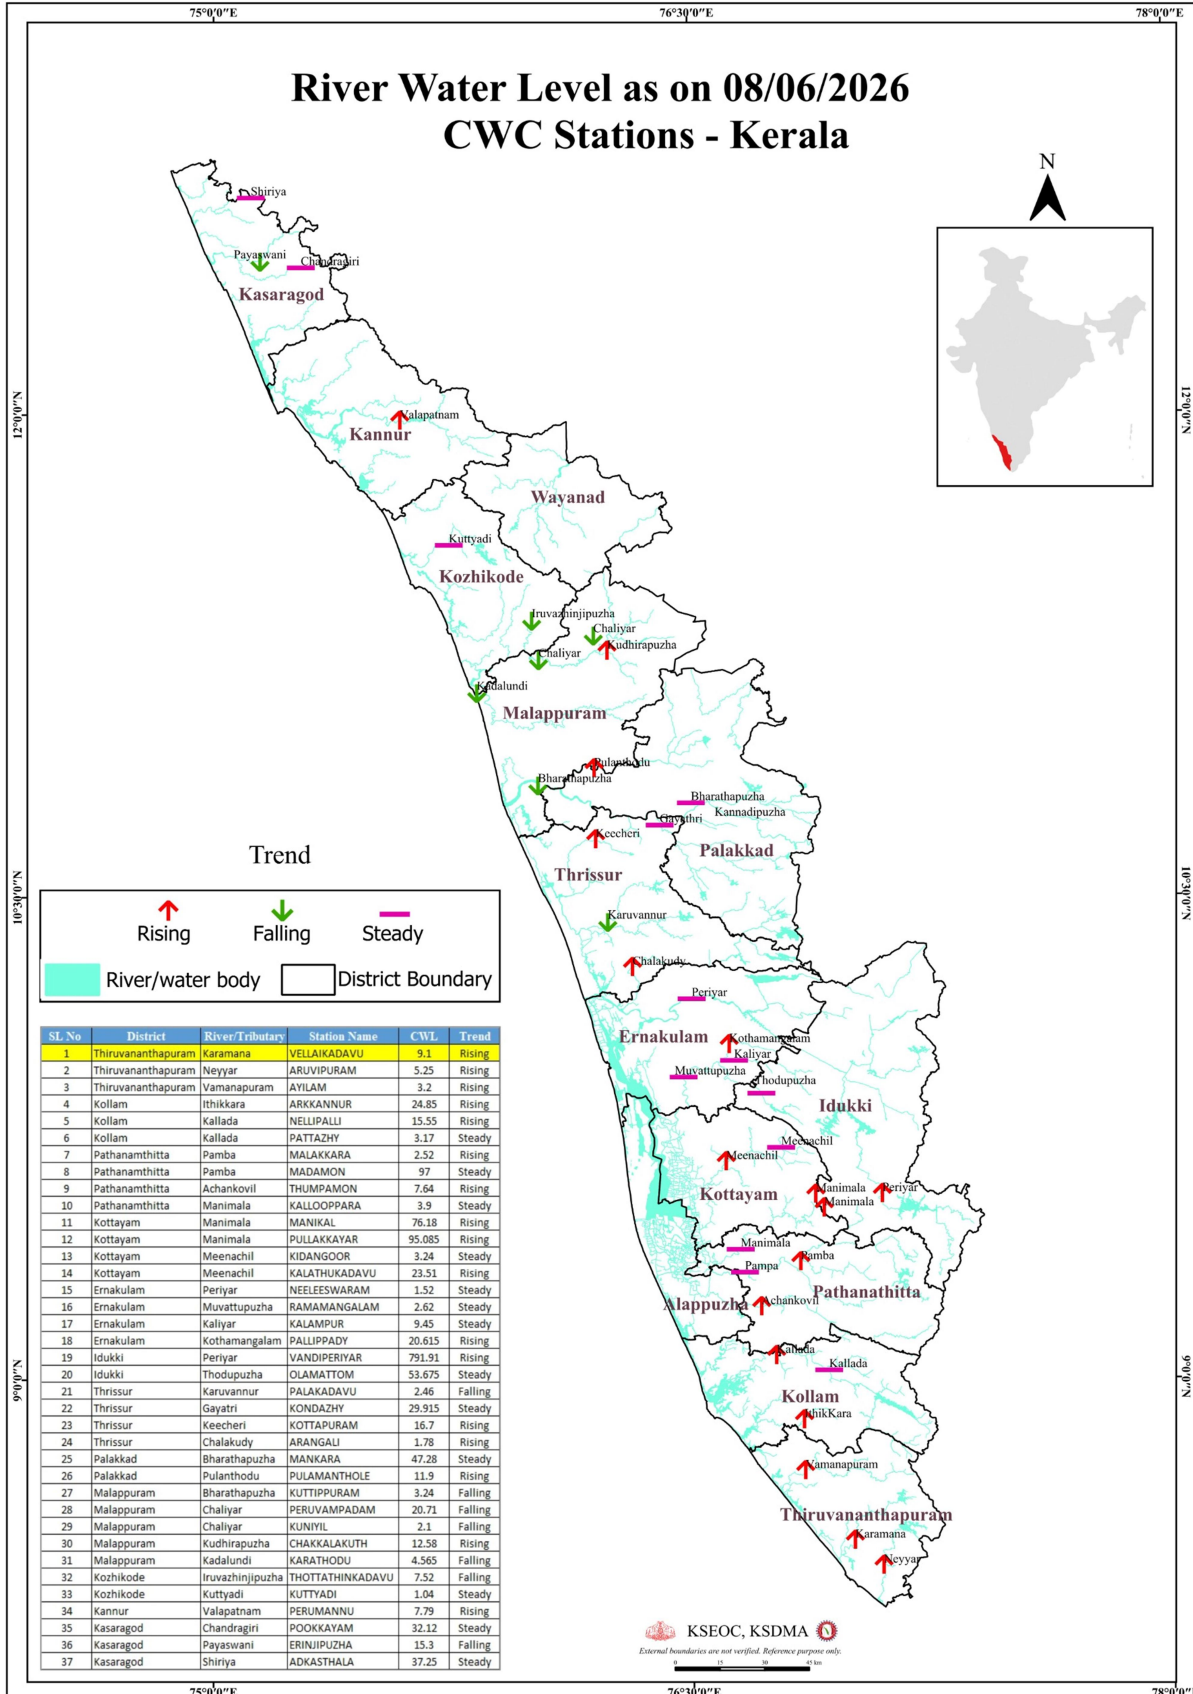 75°0'0"E 76°30'0"E 78°0'0"E
River Water Level as on 08/06/2026
CWC Stations - Kerala
N
Shiriya
Payaswani
Chandragiri
Kasaragod
12°0'0"N
12°0'0"N
Valapatnam
Kannur
Wayanad
Kuttyadi
Kozhikode
Iruvazhinjipuzha
Chaliyar
Kudhirapuzha
Chaliyar
Kadalundi
Malappuram
Pulanthodu
Bharathapuzha
Bharathapuzha
Kannadipuzha
Gayathri
Keecheri
Palakkad
Thrissur
10°30'0"N
10°30'0"N
Karuvannur
Chalakudy
Trend
Rising Falling Steady
River/water body District Boundary
Periyar
Ernakulam
Kothamangalam
Kaliyar
Muvattupuzha
Thodupuzha
Idukki
Meenachil
Meenachil
Kottayam
Manimala
Periyar
Manimala
Manimala
Pamba
Pampa
Pathanathitta
Alappuzha
Achankovil
Kallada
Kallada
9°0'0"N
9°0'0"N
Kollam
IthikKara
Vamanapuram
Thiruvananthapuram
Karamana
Neyyar
SL No District River/Tributary Station Name CWL Trend
1 Thiruvananthapuram Karamana VELLAIKADAVU 9.1 Rising
2 Thiruvananthapuram Neyyar ARUVIPURAM 5.25 Rising
3 Thiruvananthapuram Vamanapuram AYILAM 3.2 Rising
4 Kollam Ithikkara ARKKANNUR 24.85 Rising
5 Kollam Kallada NELLIPALLI 15.55 Rising
6 Kollam Kallada PATTAZHY 3.17 Steady
7 Pathanamthitta Pamba MALAKKARA 2.52 Rising
8 Pathanamthitta Pamba MADAMON 97 Steady
9 Pathanamthitta Achankovil THUMPAMON 7.64 Rising
10 Pathanamthitta Manimala KALLOOPPARA 3.9 Steady
11 Kottayam Manimala MANIKAL 76.18 Rising
12 Kottayam Manimala PULLAKKAYAR 95.085 Rising
13 Kottayam Meenachil KIDANGOOR 3.24 Steady
14 Kottayam Meenachil KALATHUKADAVU 23.51 Rising
15 Ernakulam Periyar NEELEESWARAM 1.52 Steady
16 Ernakulam Muvattupuzha RAMAMANGALAM 2.62 Steady
17 Ernakulam Kaliyar KALAMPUR 9.45 Steady
18 Ernakulam Kothamangalam PALLIPPADY 20.615 Rising
19 Idukki Periyar VANDIPERIYAR 791.91 Rising
20 Idukki Thodupuzha OLAMATTOM 53.675 Steady
21 Thrissur Karuvannur PALAKADAVU 2.46 Falling
22 Thrissur Gayatri KONDAZHY 29.915 Steady
23 Thrissur Keecheri KOTTAPURAM 16.7 Rising
24 Thrissur Chalakudy ARANGALI 1.78 Rising
25 Palakkad Bharathapuzha MANKARA 47.28 Steady
26 Palakkad Pulanthodu PULAMANTHOLE 11.9 Rising
27 Malappuram Bharathapuzha KUTTIPPURAM 3.24 Falling
28 Malappuram Chaliyar PERUVAMPADAM 20.71 Falling
29 Malappuram Chaliyar KUNIYIL 2.1 Falling
30 Malappuram Kudhirapuzha CHAKKALAKUTH 12.58 Rising
31 Malappuram Kadalundi KARATHODU 4.565 Falling
32 Kozhikode Iruvazhinjipuzha THOTTATHINKADAVU 7.52 Falling
33 Kozhikode Kuttyadi KUTTYADI 1.04 Steady
34 Kannur Valapatnam PERUMANNU 7.79 Rising
35 Kasaragod Chandragiri POOKKAYAM 32.12 Steady
36 Kasaragod Payaswani ERINJIPUZHA 15.3 Falling
37 Kasaragod Shiriya ADKASTHALA 37.25 Steady
KSEOC, KSDMA
External boundaries are not verified. Reference purpose only.
0 15 30 45 km
75°0'0"E 76°30'0"E 78°0'0"E